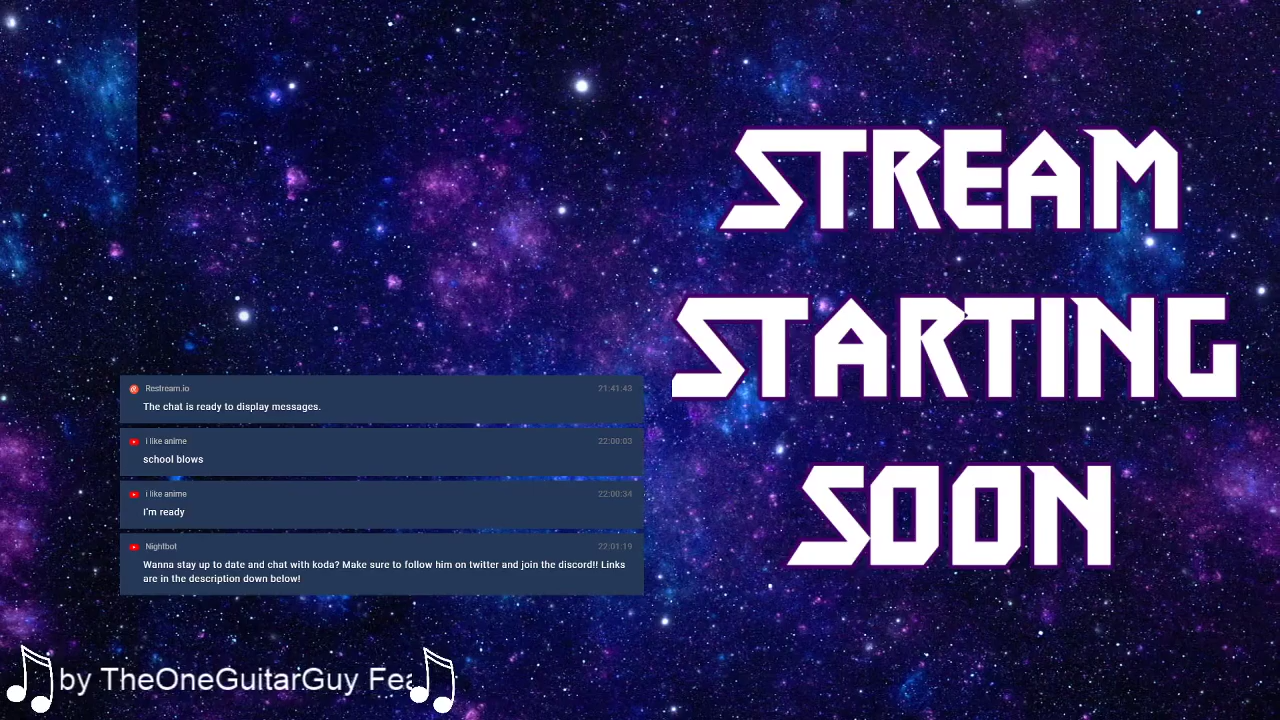 STREAM
STARTING
SOON
Restream.io 21:41:43
The chat is ready to display messages.
i like anime 22:00:03
school blows
i like anime 22:00:34
I'm ready
Nightbot 22:01:19
Wanna stay up to date and chat with koda? Make sure to follow him on twitter and join the discord!! Links
are in the description down below!
by TheOneGuitarGuy Fea